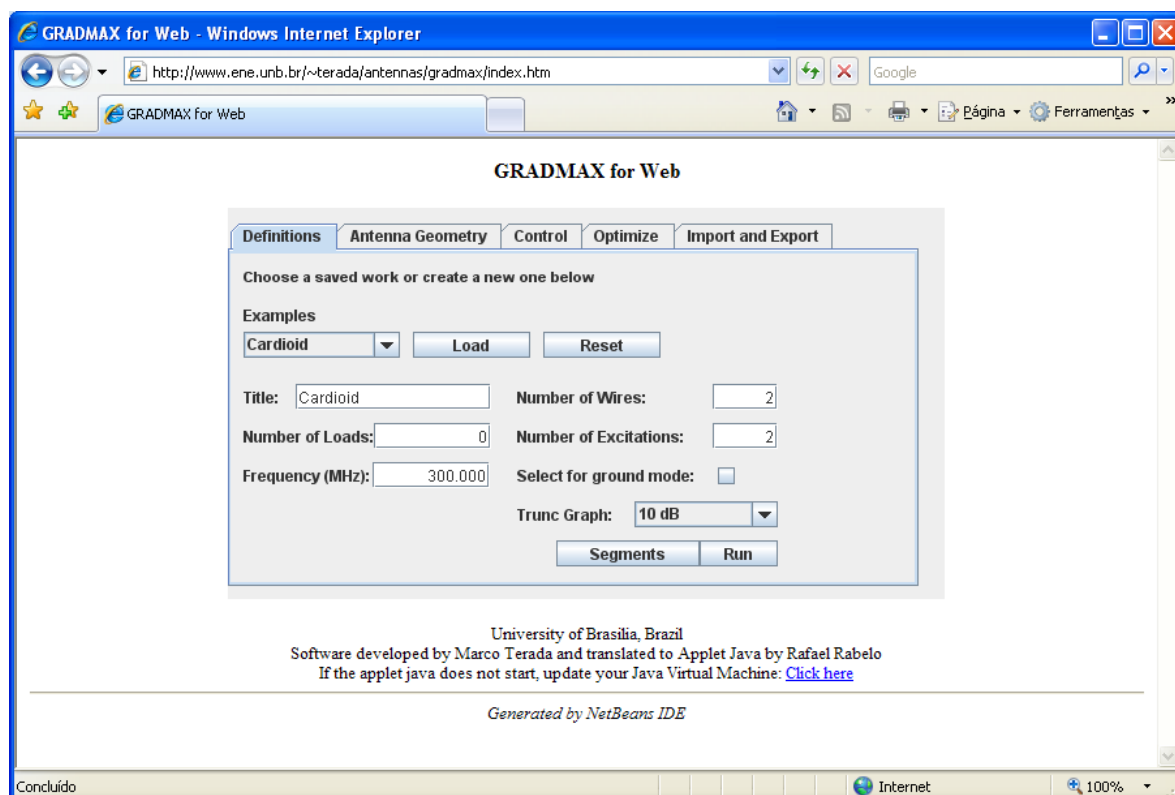 GRADMAX for Web - Windows Internet Explorer
http://www.ene.unb.br/~terada/antennas/gradmax/index.htm
Google
GRADMAX for Web
Página
Ferramentas
GRADMAX for Web
Definitions
Antenna Geometry
Control
Optimize
Import and Export
Choose a saved work or create a new one below
Examples
Cardioid
Load
Reset
Title: Cardioid
Number of Wires: 2
Number of Loads: 0
Number of Excitations: 2
Frequency (MHz): 300.000
Select for ground mode:
Trunc Graph: 10 dB
Segments
Run
University of Brasilia, Brazil
Software developed by Marco Terada and translated to Applet Java by Rafael Rabelo
If the applet java does not start, update your Java Virtual Machine: Click here
Generated by NetBeans IDE
Concluído
Internet
100%